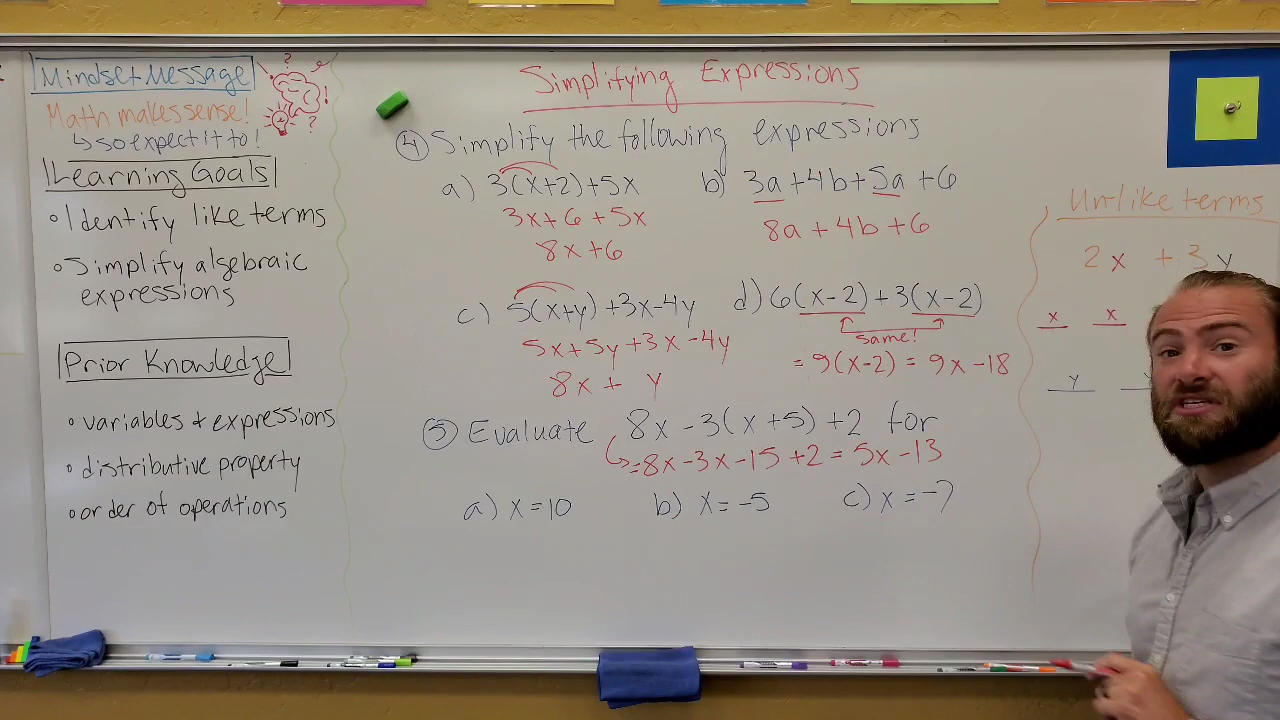 Mindset Message
Math makes sense!
↳ so expect it to!
Learning Goals
• Identify like terms
• Simplify algebraic
expressions
Prior Knowledge
• variables + expressions
• distributive property
• order of operations
Simplifying Expressions
④ Simplify the following expressions
a) 3(x+2)+5x
3x+6+5x
8x+6
b) 3a+4b+5a+6
8a+4b+6
c) 5(x+y)+3x-4y
5x+5y+3x-4y
8x + y
d) 6(x-2)+3(x-2)
same!
= 9(x-2) = 9x-18
⑤ Evaluate 8x-3(x+5)+2 for
↳=8x-3x-15+2=5x-13
a) x=10 b) x=-5 c) x=-7
Unlike terms
2x + 3y
x x
y